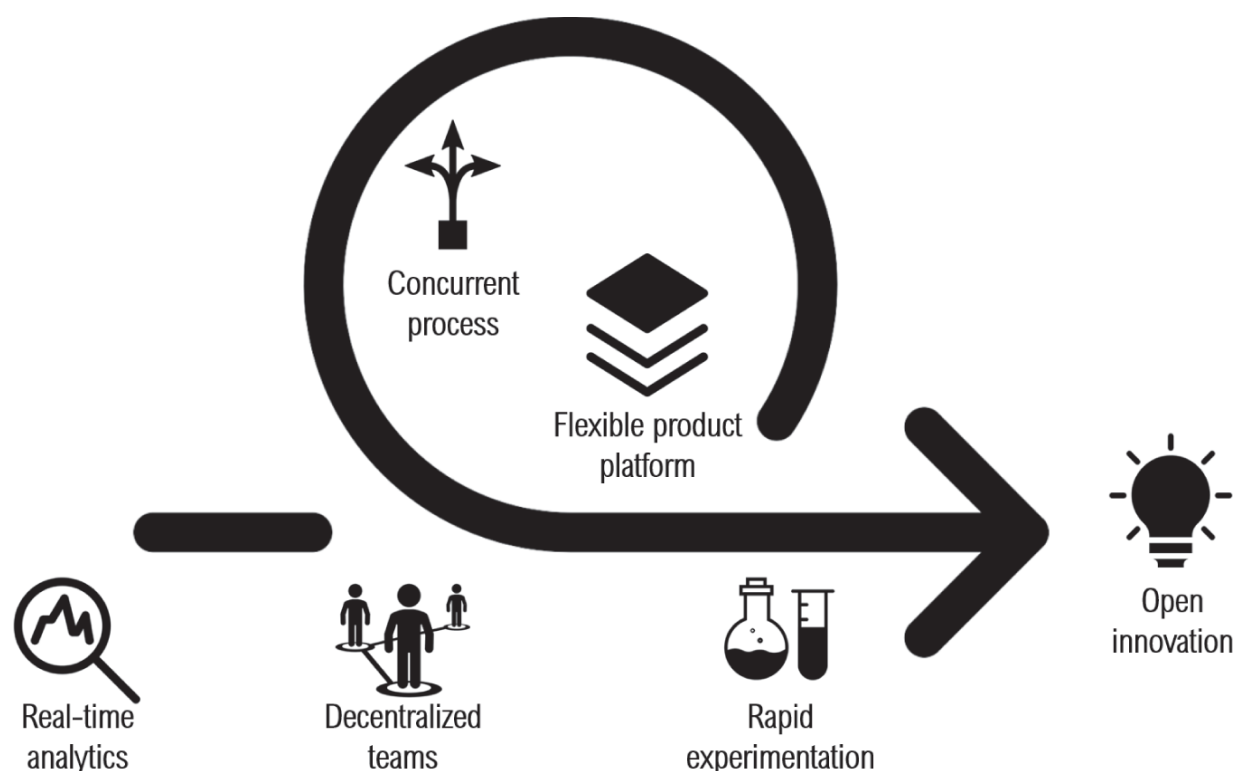 Concurrent
process
Flexible product
platform
Open
innovation
Real-time
analytics
Decentralized
teams
Rapid
experimentation